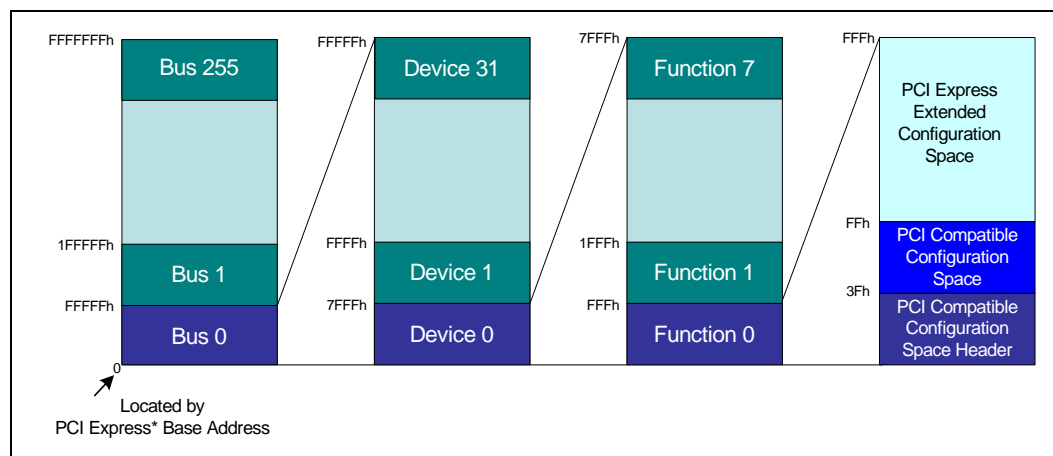 FFFFFFFh
Bus 255
1FFFFFh
Bus 1
FFFFFh
Bus 0
0
Located by
PCI Express* Base Address
FFFFFh
Device 31
FFFFh
Device 1
7FFFh
Device 0
7FFFh
Function 7
1FFFh
Function 1
FFFh
Function 0
FFFh
PCI Express
Extended
Configuration
Space
FFh
PCI Compatible
Configuration
Space
3Fh
PCI Compatible
Configuration
Space Header